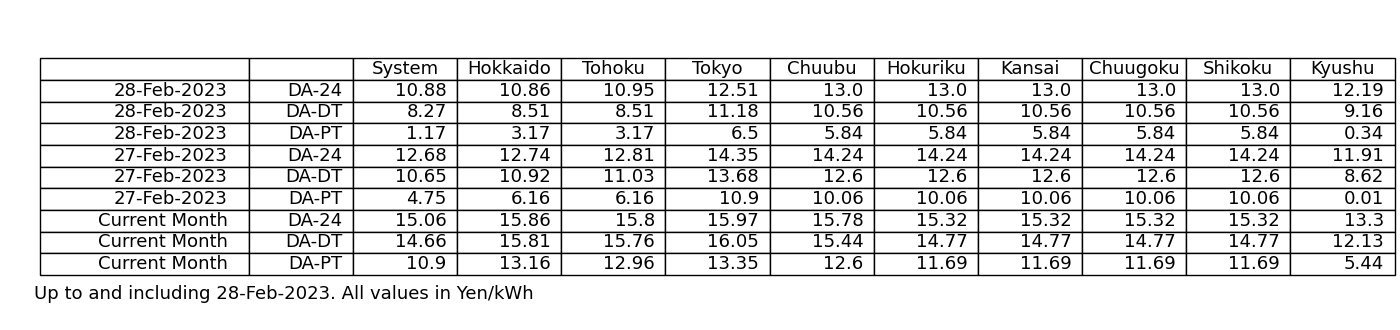 System Hokkaido Tohoku Tokyo Chuubu Hokuriku Kansai Chuugoku Shikoku Kyushu
28-Feb-2023 DA-24 10.88 10.86 10.95 12.51 13.0 13.0 13.0 13.0 13.0 12.19
28-Feb-2023 DA-DT 8.27 8.51 8.51 11.18 10.56 10.56 10.56 10.56 10.56 9.16
28-Feb-2023 DA-PT 1.17 3.17 3.17 6.5 5.84 5.84 5.84 5.84 5.84 0.34
27-Feb-2023 DA-24 12.68 12.74 12.81 14.35 14.24 14.24 14.24 14.24 14.24 11.91
27-Feb-2023 DA-DT 10.65 10.92 11.03 13.68 12.6 12.6 12.6 12.6 12.6 8.62
27-Feb-2023 DA-PT 4.75 6.16 6.16 10.9 10.06 10.06 10.06 10.06 10.06 0.01
Current Month DA-24 15.06 15.86 15.8 15.97 15.78 15.32 15.32 15.32 15.32 13.3
Current Month DA-DT 14.66 15.81 15.76 16.05 15.44 14.77 14.77 14.77 14.77 12.13
Current Month DA-PT 10.9 13.16 12.96 13.35 12.6 11.69 11.69 11.69 11.69 5.44
Up to and including 28-Feb-2023. All values in Yen/kWh